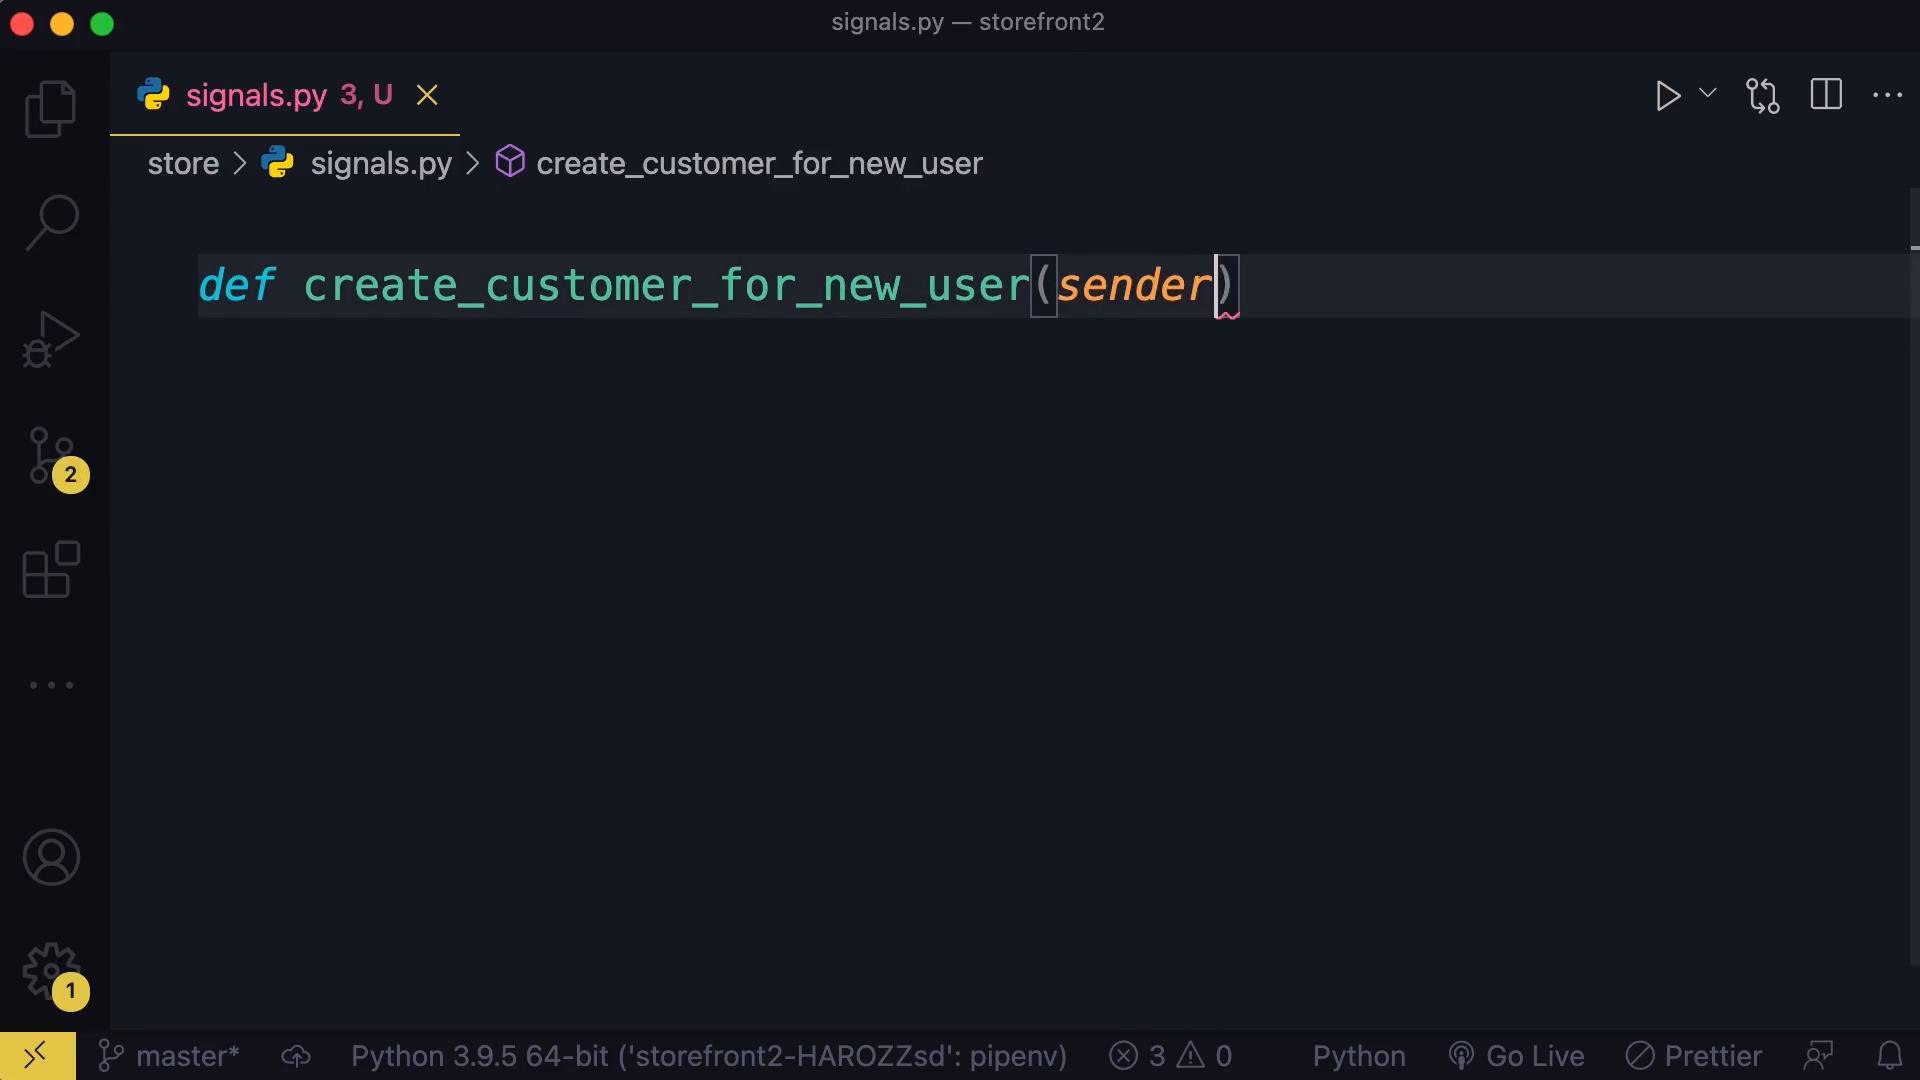 signals.py — storefront2
signals.py 3, U
store > signals.py > create_customer_for_new_user
def create_customer_for_new_user(sender)
2
1
master* Python 3.9.5 64-bit ('storefront2-HAROZZsd': pipenv) 3 0 Python Go Live Prettier